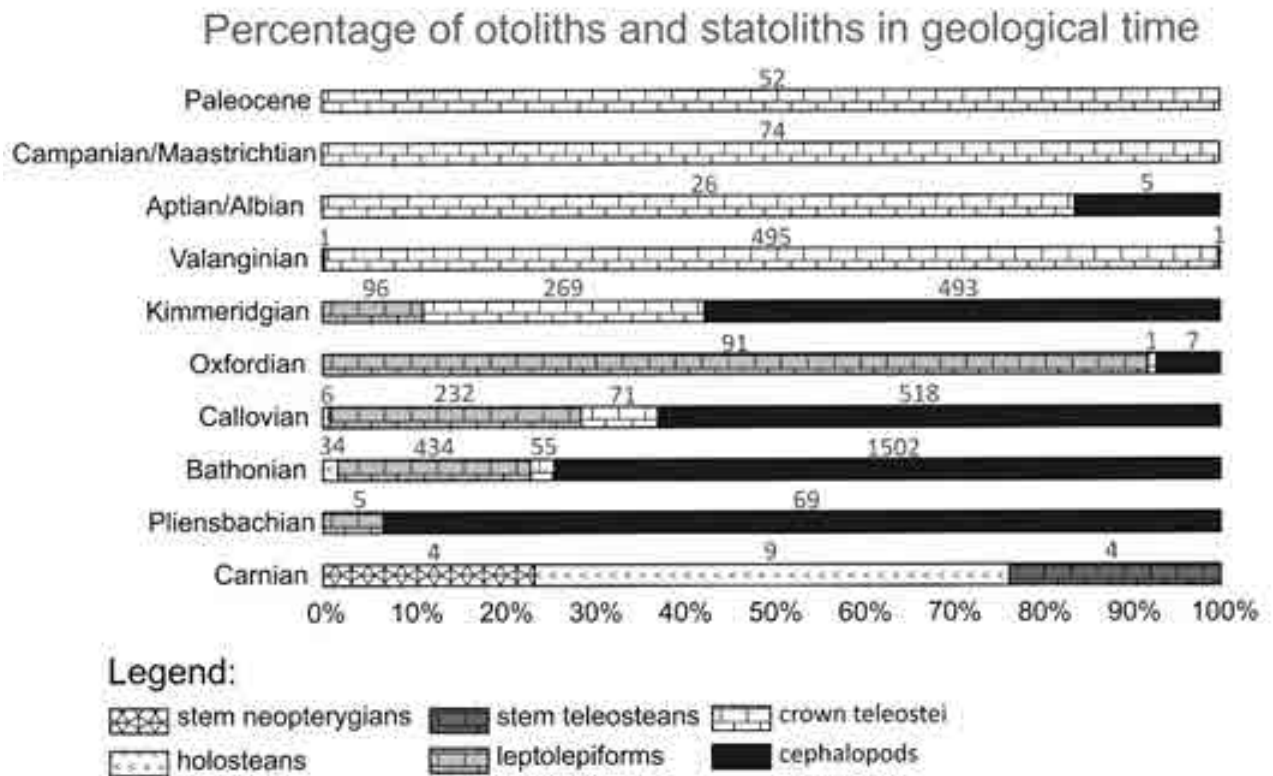 Percentage of otoliths and statoliths in geological time
52
Paleocene
74
Campanian/Maastrichtian
26 5
Aptian/Albian
1 495 1
Valanginian
96 269 493
Kimmeridgian
91 1 7
Oxfordian
6 232 71 518
Callovian
34 434 55 1502
Bathonian
5 69
Pliensbachian
4 9 4
Carnian
0% 10% 20% 30% 40% 50% 60% 70% 80% 90% 100%
Legend:
stem neopterygians stem teleosteans crown teleostei
holosteans leptolepiforms cephalopods